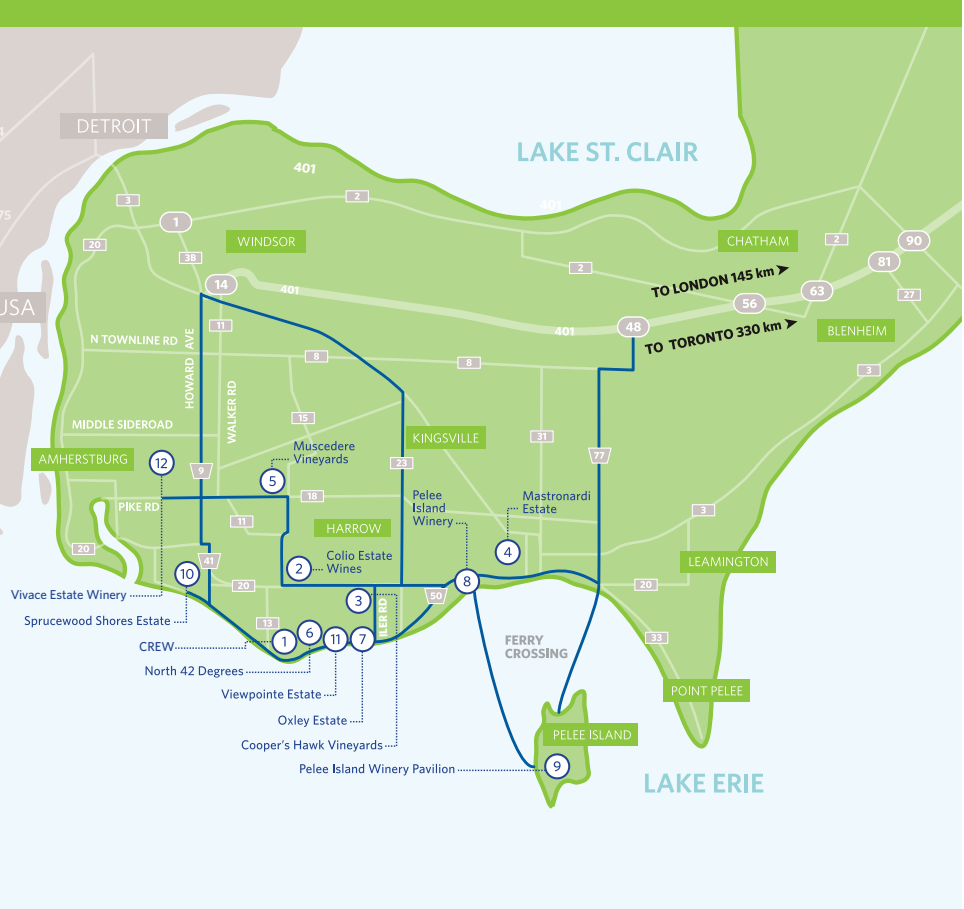 DETROIT
LAKE ST. CLAIR
401
3
2
401
75
1
20
WINDSOR
CHATHAM
2
90
3B
81
2
14
TO LONDON 145 km
401
63
27
USA
56
11
48
401
BLENHEIM
N TOWNLINE RD
TO TORONTO 330 km
8
8
3
HOWARD AVE
WALKER RD
15
MIDDLE SIDEROAD
31
KINGSVILLE
Muscedere
Vineyards
77
AMHERSTBURG
12
23
9
5
18
Pelee
Island
Winery
Mastronardi
Estate
PIKE RD
3
11
HARROW
20
4
41
Colio Estate
Wines
LEAMINGTON
10
2
8
20
20
Vivace Estate Winery
50
3
ILER RD
Sprucewood Shores Estate
13
6
11
7
1
33
CREW
FERRY
CROSSING
North 42 Degrees
Viewpointe Estate
POINT PELEE
Oxley Estate
PELEE ISLAND
Cooper's Hawk Vineyards
Pelee Island Winery Pavilion
9
LAKE ERIE